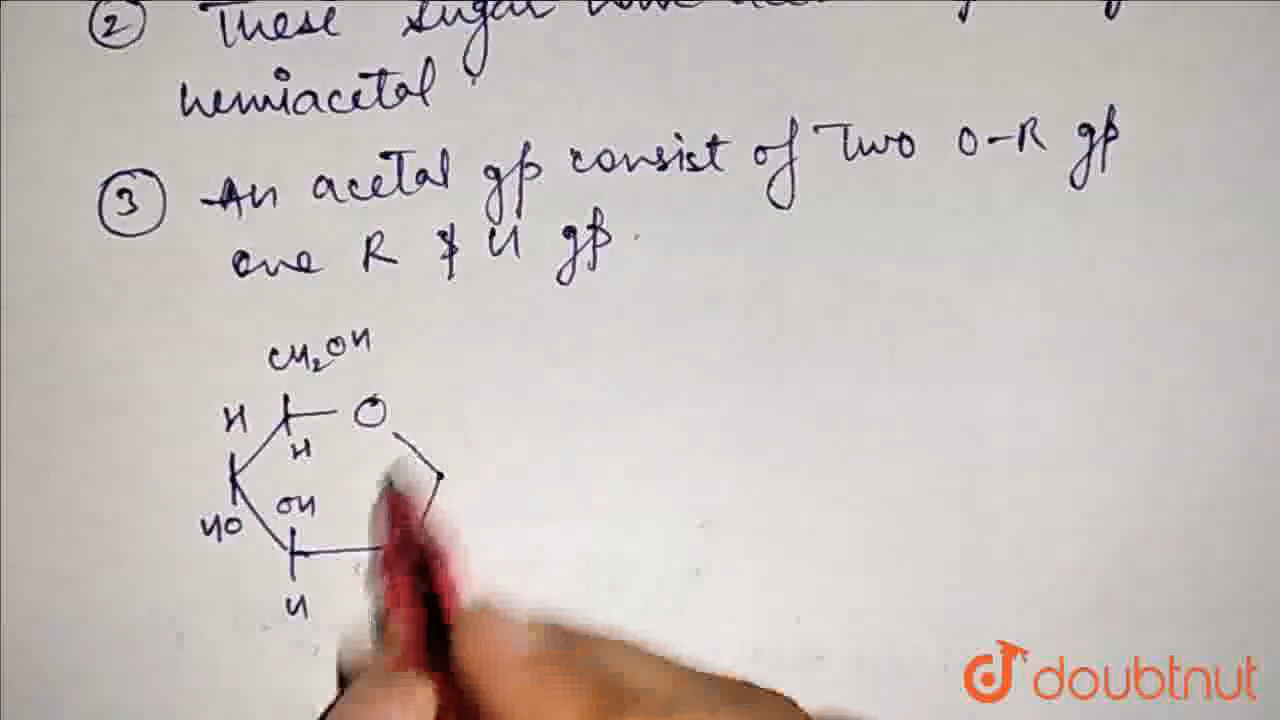 ② These sugar
hemiacetal
③ An acetal gp consist of Two O-R gp
one R & H gp.
CH₂OH
H
O
H
OH
HO
H
doubtnut